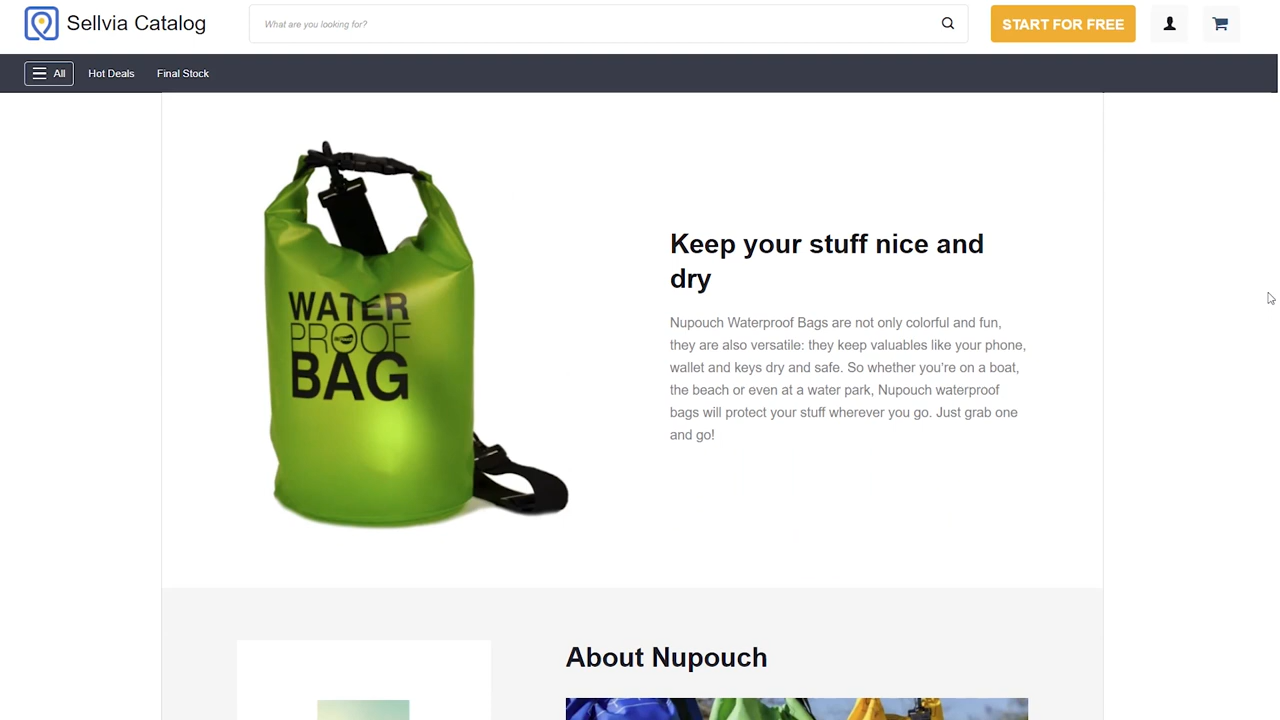 Sellvia Catalog
What are you looking for?
START FOR FREE
All
Hot Deals
Final Stock
WATER
PROOF
BAG
Keep your stuff nice and
dry
Nupouch Waterproof Bags are not only colorful and fun,
they are also versatile: they keep valuables like your phone,
wallet and keys dry and safe. So whether you're on a boat,
the beach or even at a water park, Nupouch waterproof
bags will protect your stuff wherever you go. Just grab one
and go!
About Nupouch